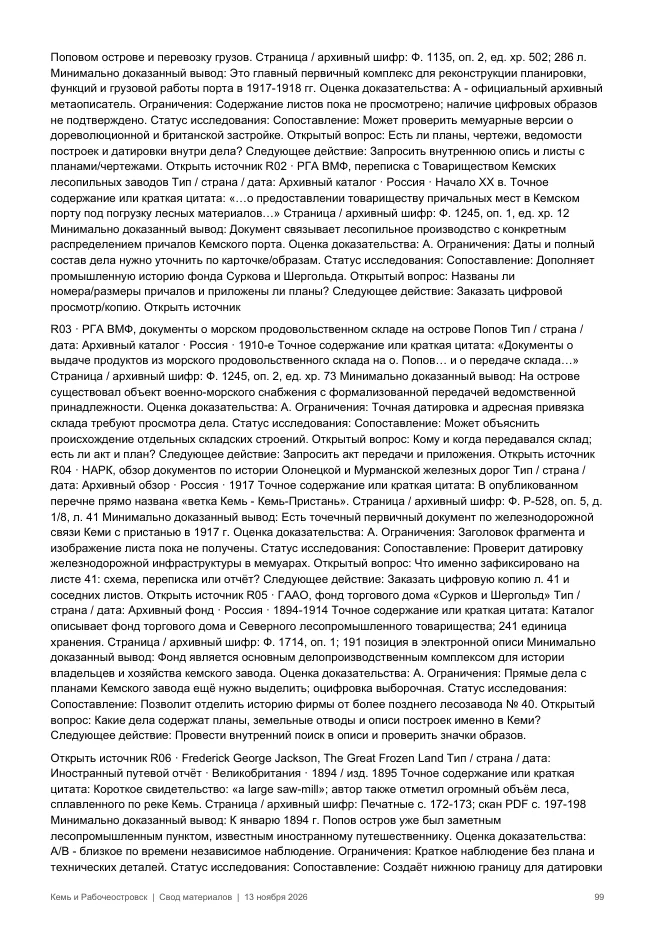 Поповом острове и перевозку грузов. Страница / архивный шифр: Ф. 1135, оп. 2, ед. хр. 502; 286 л.
Минимально доказанный вывод: Это главный первичный комплекс для реконструкции планировки,
функций и грузовой работы порта в 1917-1918 гг. Оценка доказательства: А - официальный архивный
метаописатель. Ограничения: Содержание листов пока не просмотрено; наличие цифровых образов
не подтверждено. Статус исследования: Сопоставление: Может проверить мемуарные версии о
дореволюционной и британской застройке. Открытый вопрос: Есть ли планы, чертежи, ведомости
построек и датировки внутри дела? Следующее действие: Запросить внутреннюю опись и листы с
планами/чертежами. Открыть источник R02 · РГА ВМФ, переписка с Товариществом Кемских
лесопильных заводов Тип / страна / дата: Архивный каталог · Россия · Начало XX в. Точное
содержание или краткая цитата: «…о предоставлении товариществу причальных мест в Кемском
порту под погрузку лесных материалов…» Страница / архивный шифр: Ф. 1245, оп. 1, ед. хр. 12
Минимально доказанный вывод: Документ связывает лесопильное производство с конкретным
распределением причалов Кемского порта. Оценка доказательства: А. Ограничения: Даты и полный
состав дела нужно уточнить по карточке/образам. Статус исследования: Сопоставление: Дополняет
промышленную историю фонда Суркова и Шергольда. Открытый вопрос: Названы ли
номера/размеры причалов и приложены ли планы? Следующее действие: Заказать цифровой
просмотр/копию. Открыть источник
R03 · РГА ВМФ, документы о морском продовольственном складе на острове Попов Тип / страна /
дата: Архивный каталог · Россия · 1910-е Точное содержание или краткая цитата: «Документы о
выдаче продуктов из морского продовольственного склада на о. Попов… и о передаче склада…»
Страница / архивный шифр: Ф. 1245, оп. 2, ед. хр. 73 Минимально доказанный вывод: На острове
существовал объект военно-морского снабжения с формализованной передачей ведомственной
принадлежности. Оценка доказательства: А. Ограничения: Точная датировка и адресная привязка
склада требуют просмотра дела. Статус исследования: Сопоставление: Может объяснить
происхождение отдельных складских строений. Открытый вопрос: Кому и когда передавался склад;
есть ли акт и план? Следующее действие: Запросить акт передачи и приложения. Открыть источник
R04 · НАРК, обзор документов по истории Олонецкой и Мурманской железных дорог Тип / страна /
дата: Архивный обзор · Россия · 1917 Точное содержание или краткая цитата: В опубликованном
перечне прямо названа «ветка Кемь - Кемь-Пристань». Страница / архивный шифр: Ф. Р-528, оп. 5, д.
1/8, л. 41 Минимально доказанный вывод: Есть точечный первичный документ по железнодорожной
связи Кеми с пристанью в 1917 г. Оценка доказательства: А. Ограничения: Заголовок фрагмента и
изображение листа пока не получены. Статус исследования: Сопоставление: Проверит датировку
железнодорожной инфраструктуры в мемуарах. Открытый вопрос: Что именно зафиксировано на
листе 41: схема, переписка или отчёт? Следующее действие: Заказать цифровую копию л. 41 и
соседних листов. Открыть источник R05 · ГААО, фонд торгового дома «Сурков и Шергольд» Тип /
страна / дата: Архивный фонд · Россия · 1894-1914 Точное содержание или краткая цитата: Каталог
описывает фонд торгового дома и Северного лесопромышленного товарищества; 241 единица
хранения. Страница / архивный шифр: Ф. 1714, оп. 1; 191 позиция в электронной описи Минимально
доказанный вывод: Фонд является основным делопроизводственным комплексом для истории
владельцев и хозяйства кемского завода. Оценка доказательства: А. Ограничения: Прямые дела с
планами Кемского завода ещё нужно выделить; оцифровка выборочная. Статус исследования:
Сопоставление: Позволит отделить историю фирмы от более позднего лесозавода № 40. Открытый
вопрос: Какие дела содержат планы, земельные отводы и описи построек именно в Кеми?
Следующее действие: Провести внутренний поиск в описи и проверить значки образов.
Открыть источник R06 · Frederick George Jackson, The Great Frozen Land Тип / страна / дата:
Иностранный путевой отчёт · Великобритания · 1894 / изд. 1895 Точное содержание или краткая
цитата: Короткое свидетельство: «a large saw-mill»; автор также отметил огромный объём леса,
сплавленного по реке Кемь. Страница / архивный шифр: Печатные с. 172-173; скан PDF с. 197-198
Минимально доказанный вывод: К январю 1894 г. Попов остров уже был заметным
лесопромышленным пунктом, известным иностранному путешественнику. Оценка доказательства:
А/В - близкое по времени независимое наблюдение. Ограничения: Краткое наблюдение без плана и
технических деталей. Статус исследования: Сопоставление: Создаёт нижнюю границу для датировки
Кемь и Рабочеостровск | Свод материалов | 13 ноября 2026
99